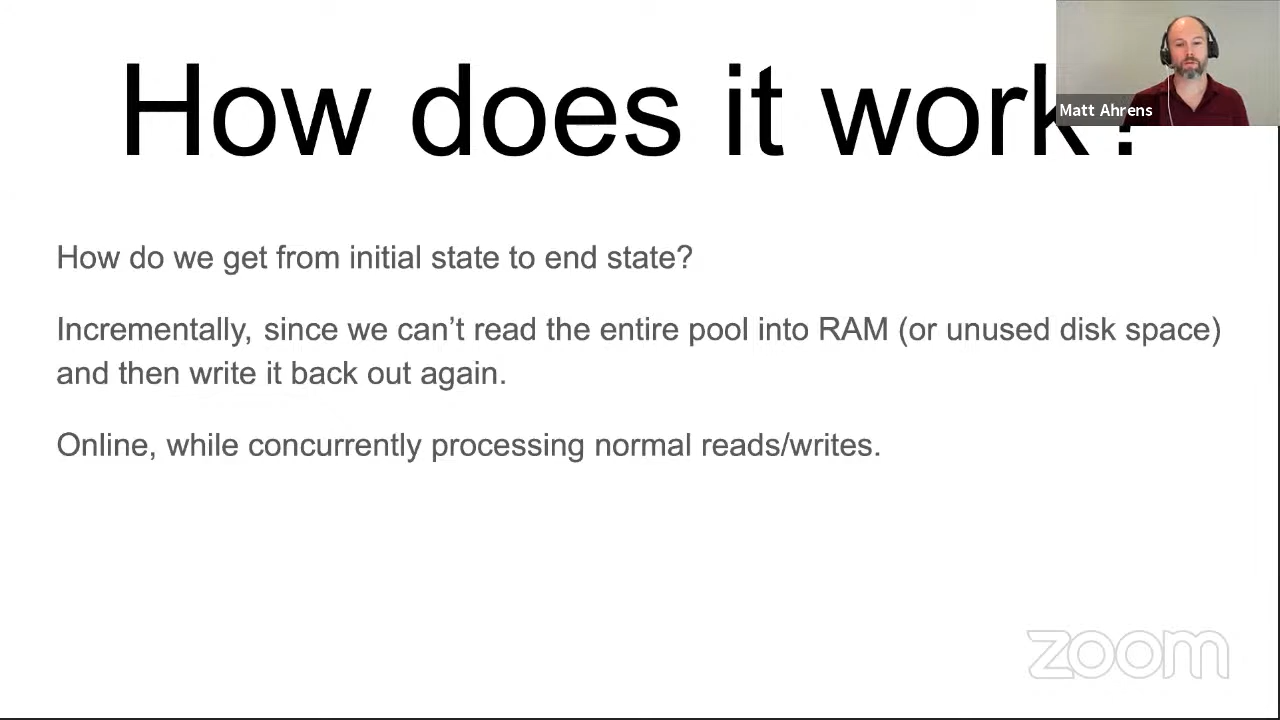 How does it work?
Matt Ahrens
How do we get from initial state to end state?
Incrementally, since we can’t read the entire pool into RAM (or unused disk space)
and then write it back out again.
Online, while concurrently processing normal reads/writes.
zoom